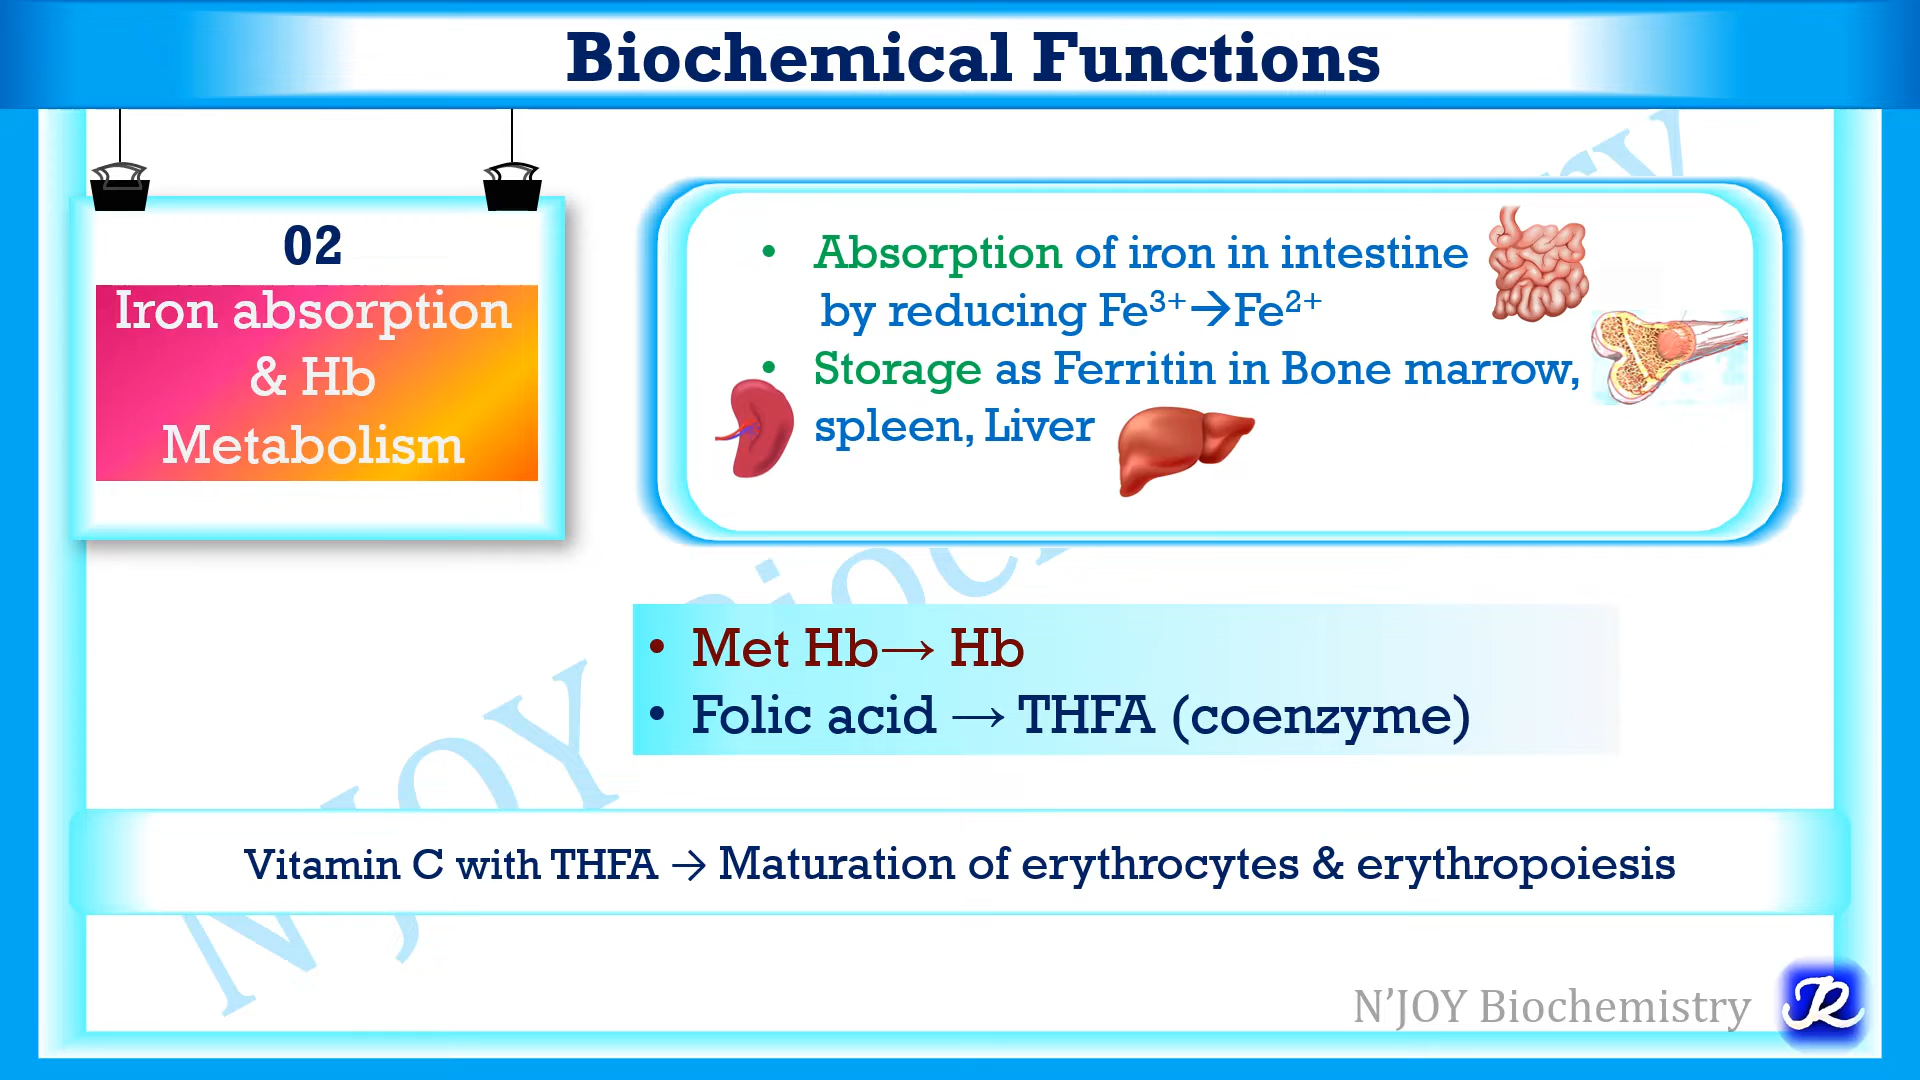 Biochemical Functions
02
Iron absorption
& Hb
Metabolism
• Absorption of iron in intestine
by reducing Fe³⁺→Fe²⁺
• Storage as Ferritin in Bone marrow,
spleen, Liver
• Met Hb→ Hb
• Folic acid → THFA (coenzyme)
Vitamin C with THFA → Maturation of erythrocytes & erythropoiesis
N'JOY Biochemistry